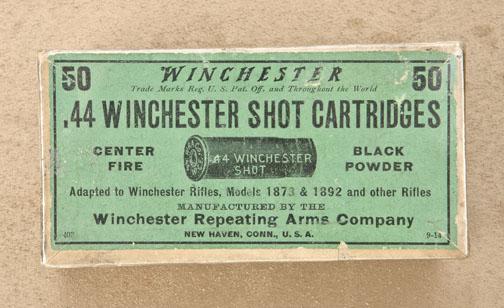 50 WINCHESTER 50
Trade Marks Reg. U. S. Pat. Off. and Throughout the World
.44 WINCHESTER SHOT CARTRIDGES
CENTER FIRE
.44 WINCHESTER SHOT
BLACK POWDER
Adapted to Winchester Rifles, Models 1873 & 1892 and other Rifles
MANUFACTURED BY THE
Winchester Repeating Arms Company
NEW HAVEN, CONN., U. S. A.
9-14